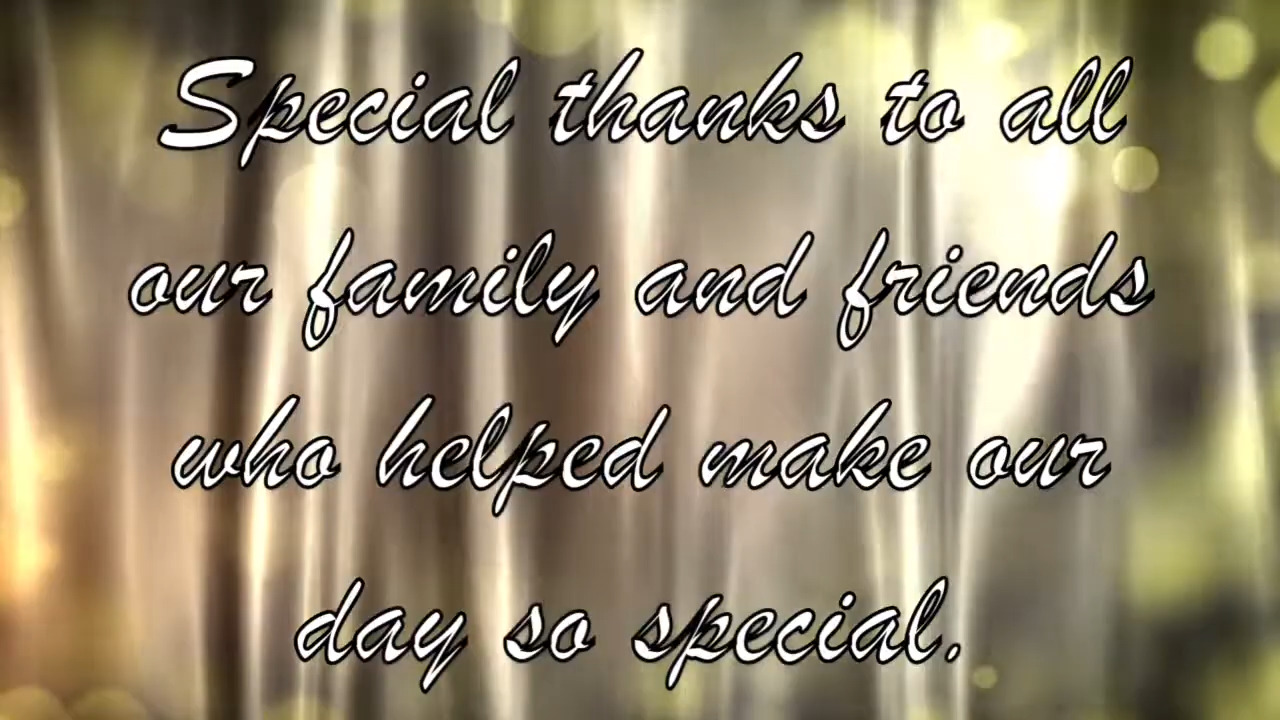 Special thanks to all
our family and friends
who helped make our
day so special.